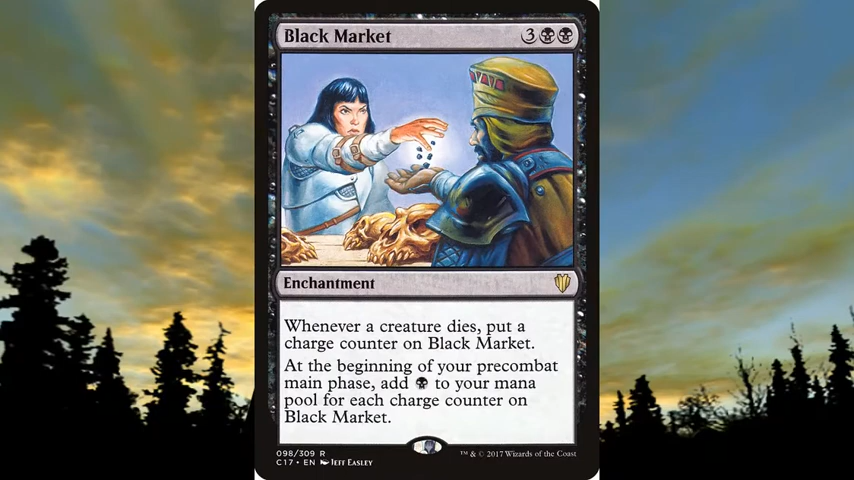 Black Market 3
Enchantment
Whenever a creature dies, put a
charge counter on Black Market.
At the beginning of your precombat
main phase, add to your mana
pool for each charge counter on
Black Market.
098/309 R
C17 • EN JEFF EASLEY
™ & © 2017 Wizards of the Coast